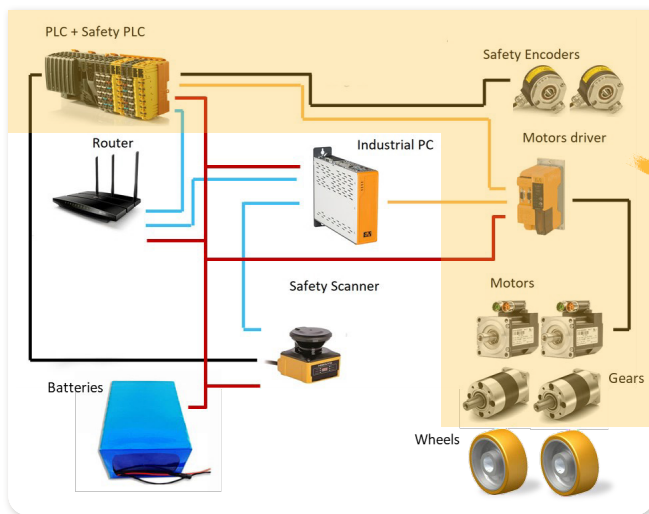 PLC + Safety PLC
Safety Encoders
Router
Industrial PC
Motors driver
Safety Scanner
Motors
Batteries
Gears
Wheels